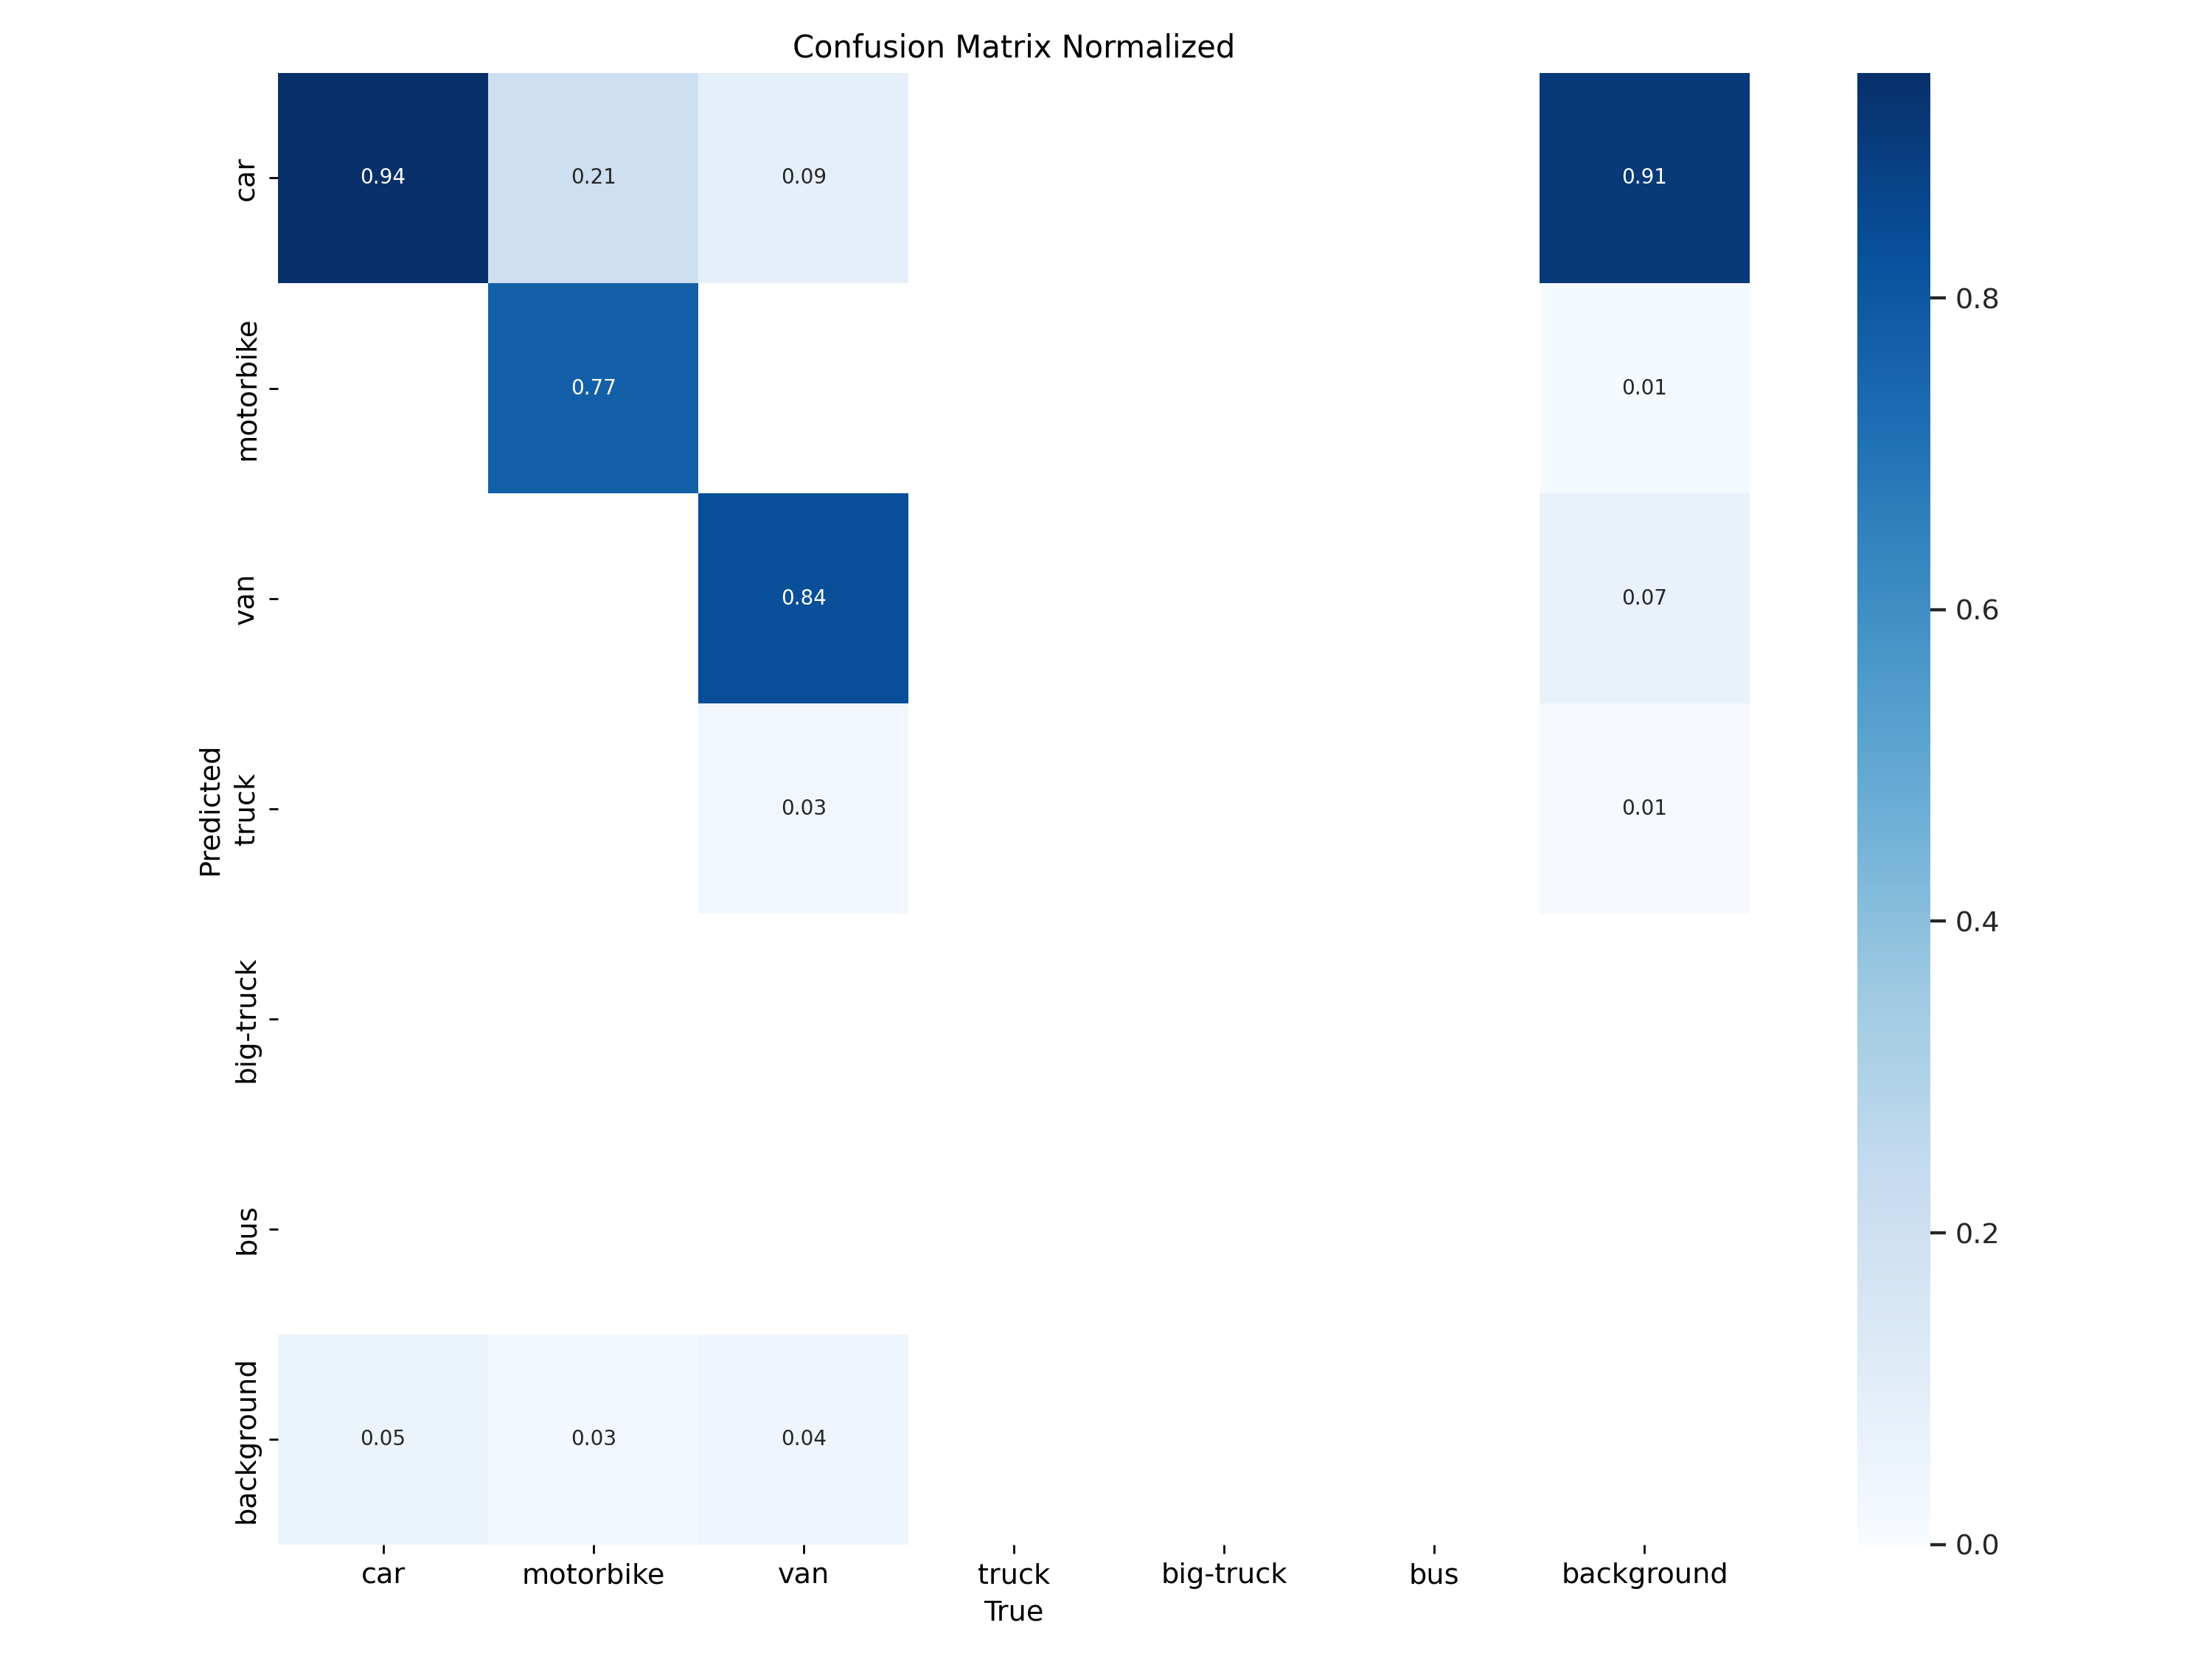 Confusion Matrix Normalized
car
0.94
0.21
0.09
0.91
motorbike
0.77
0.01
van
0.84
0.07
Predicted
truck
0.03
0.01
big-truck
bus
background
0.05
0.03
0.04
car
motorbike
van
truck
big-truck
bus
background
True
0.8
0.6
0.4
0.2
0.0